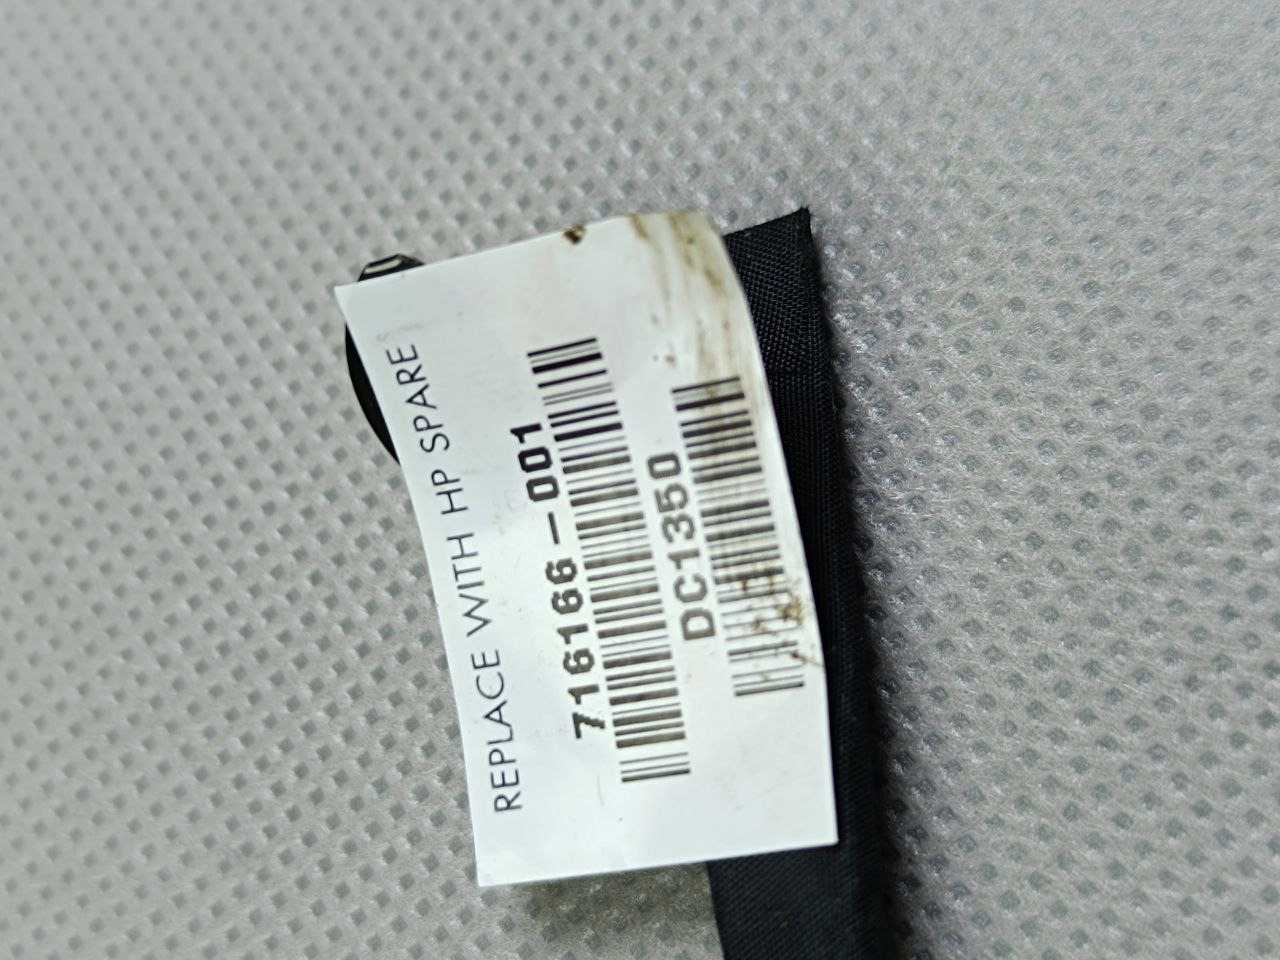 REPLACE WITH HP SPARE
716166-001
DC1350